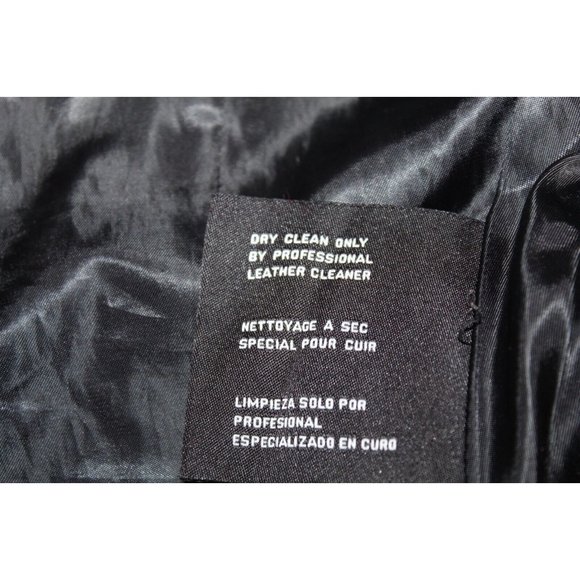 DRY CLEAN ONLY
BY PROFESSIONAL
LEATHER CLEANER
NETTOYAGE A SEC
SPECIAL POUR CUIR
LIMPIEZA SOLO POR
PROFESIONAL
ESPECIALIZADO EN CURO